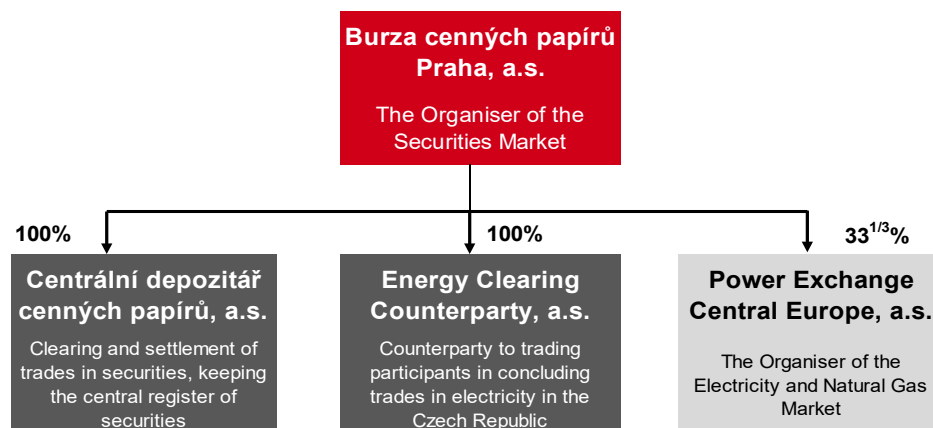 Burza cenných papírů
Praha, a.s.
The Organiser of the
Securities Market
100%
100%
33^1/3%
Centrální depozitář
cenných papírů, a.s.
Clearing and settlement of
trades in securities, keeping
the central register of
securities
Energy Clearing
Counterparty, a.s.
Counterparty to trading
participants in concluding
trades in electricity in the
Czech Republic
Power Exchange
Central Europe, a.s.
The Organiser of the
Electricity and Natural Gas
Market